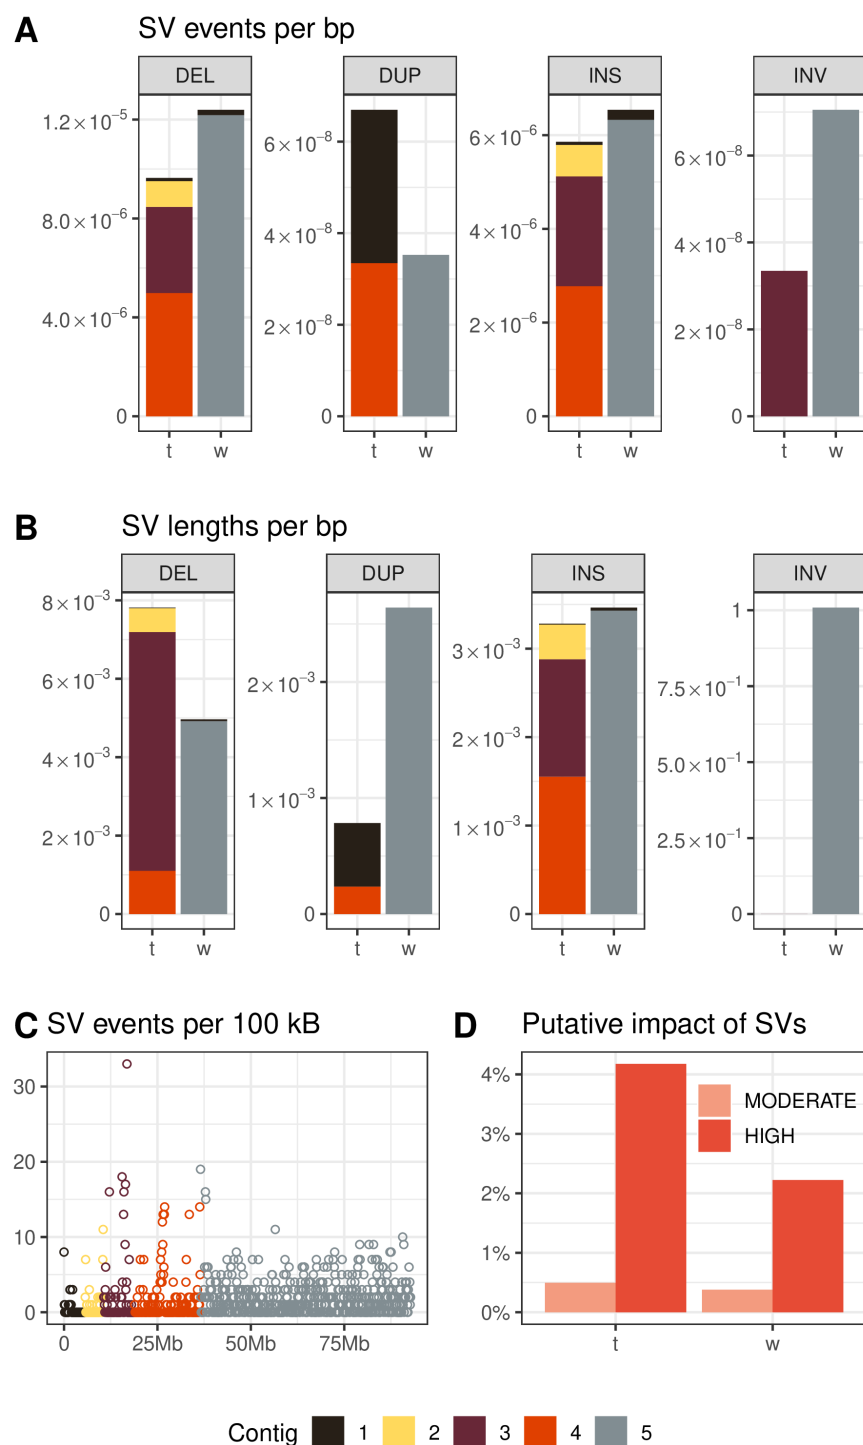 A SV events per bp
DEL DUP INS INV
1.2×10⁻⁵
8.0×10⁻⁶
4.0×10⁻⁶
0
t w
6×10⁻⁸
4×10⁻⁸
2×10⁻⁸
0
t w
6×10⁻⁶
4×10⁻⁶
2×10⁻⁶
0
t w
6×10⁻⁸
4×10⁻⁸
2×10⁻⁸
0
t w
B SV lengths per bp
DEL DUP INS INV
8×10⁻³
6×10⁻³
4×10⁻³
2×10⁻³
0
t w
2×10⁻³
1×10⁻³
0
t w
3×10⁻³
2×10⁻³
1×10⁻³
0
t w
1
7.5×10⁻¹
5.0×10⁻¹
2.5×10⁻¹
0
t w
C SV events per 100 kB
30
20
10
0
0 25Mb 50Mb 75Mb
D Putative impact of SVs
4%
3%
2%
1%
0%
MODERATE
HIGH
t w
Contig 1 2 3 4 5